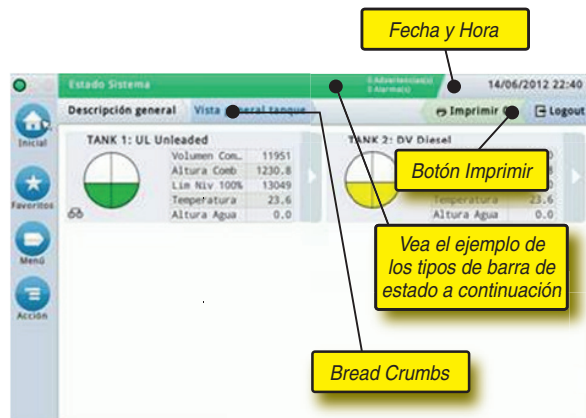 Fecha y Hora
Estado Sistema
0 Advertencia(s)
0 Alarma(s)
14/06/2012 22:40
Descripción general
Vista general tanque
Imprimir
Logout
Inicial
Favoritos
Menú
Acción
TANK 1: UL Unleaded
Volumen Com… 11951
Altura Comb 1230.8
Lim Niv 100% 13049
Temperatura 23.6
Altura Agua 0.0
TANK 2: DV Diesel
23.6
Altura Agua 0.0
Botón Imprimir
Vea el ejemplo de
los tipos de barra de
estado a continuación
Bread Crumbs